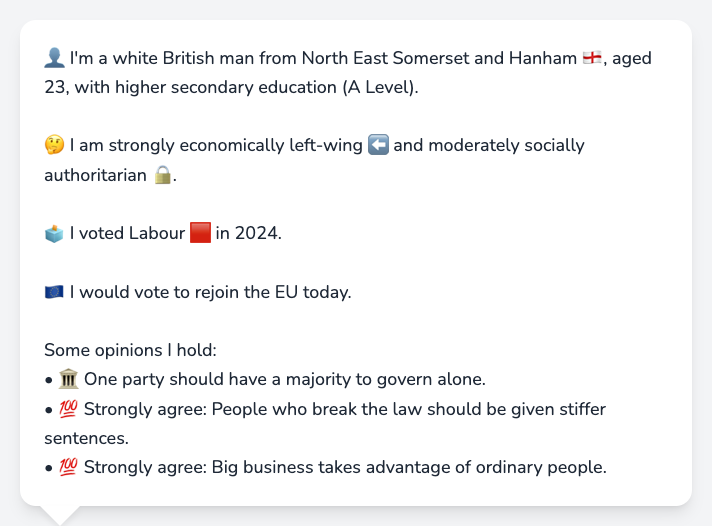 👤 I'm a white British man from North East Somerset and Hanham 🏴󠁧󠁢󠁥󠁮󠁧󠁿, aged
23, with higher secondary education (A Level).
🤔 I am strongly economically left-wing ⬅️ and moderately socially
authoritarian 🔒.
🗳️ I voted Labour 🟥 in 2024.
🇪🇺 I would vote to rejoin the EU today.
Some opinions I hold:
• 🏛️ One party should have a majority to govern alone.
• 💯 Strongly agree: People who break the law should be given stiffer
sentences.
• 💯 Strongly agree: Big business takes advantage of ordinary people.